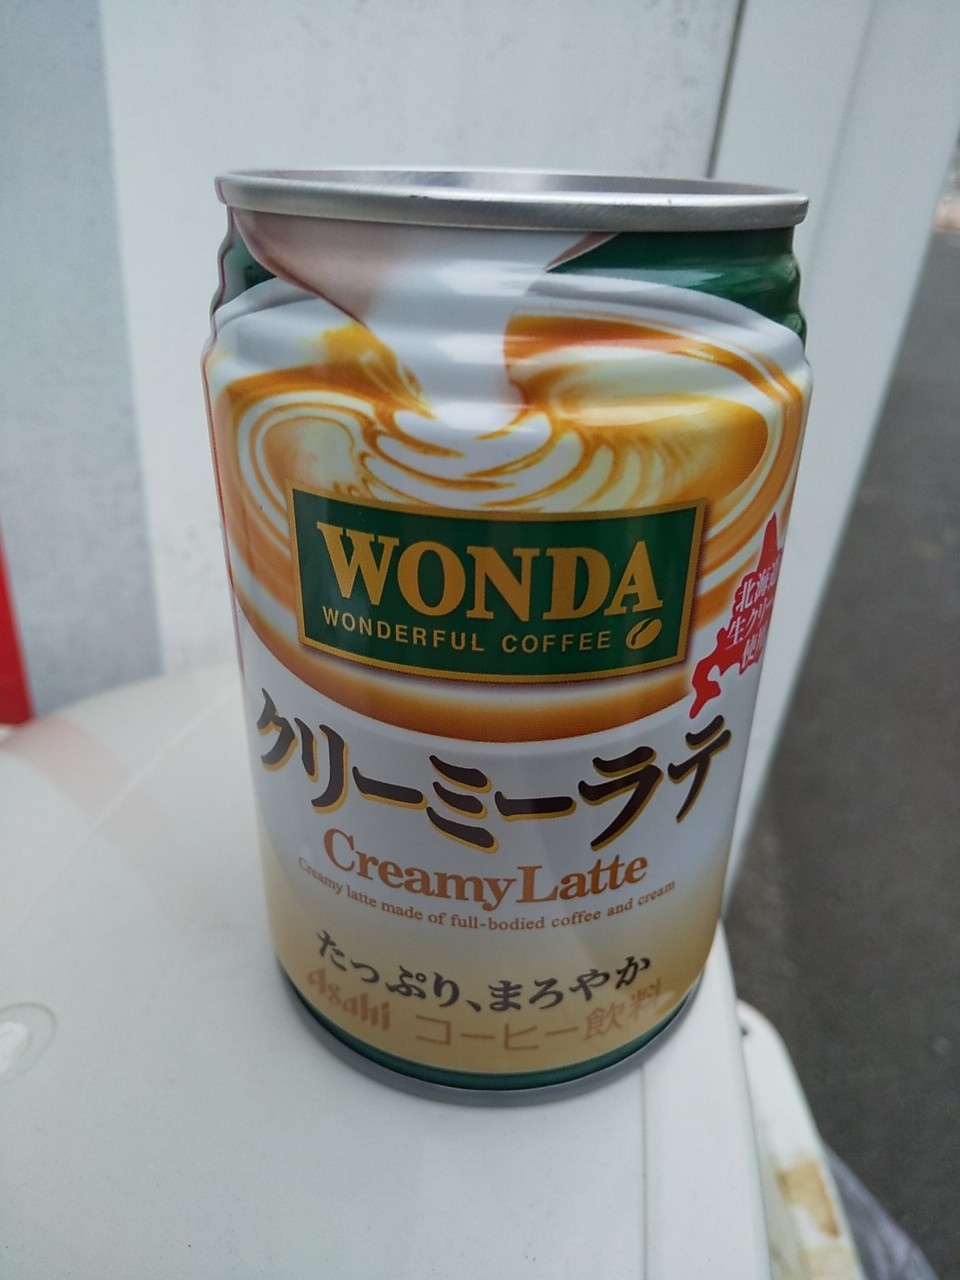 WONDA
WONDERFUL COFFEE
北海道
生クリー
使用
クリーミーラテ
Creamy Latte
Creamy latte made of full-bodied coffee and cream
たっぷり、まろやか
Asahi コーヒー飲料